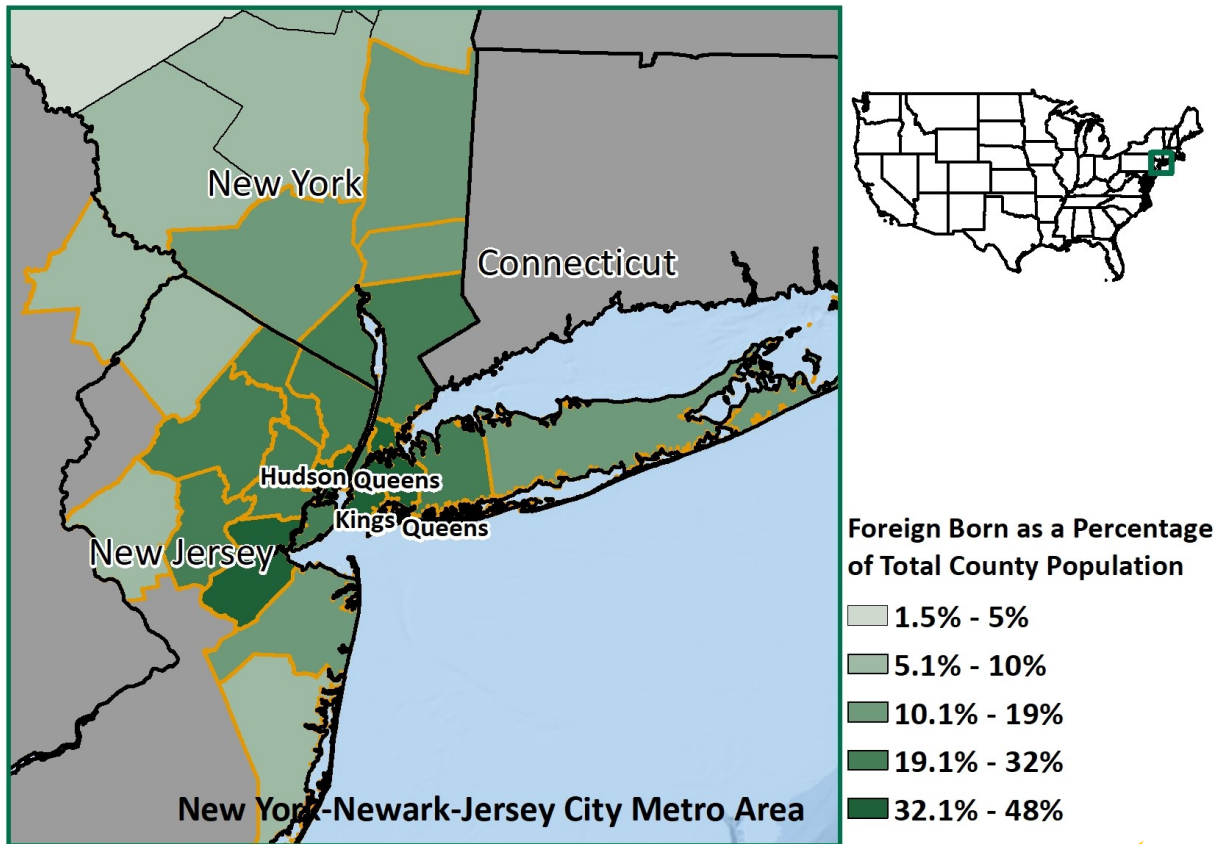 New York
Connecticut
Hudson Queens
Kings Queens
New Jersey
New York-Newark-Jersey City Metro Area
Foreign Born as a Percentage
of Total County Population
1.5% - 5%
5.1% - 10%
10.1% - 19%
19.1% - 32%
32.1% - 48%